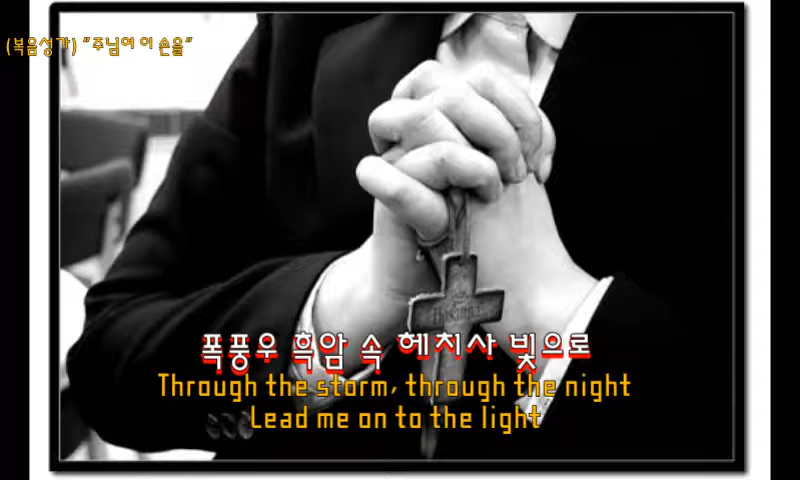 (복음성가) "주님여 이 손을"
폭풍우 흑암 속 헤치사 빛으로
Through the storm, through the night
Lead me on to the light